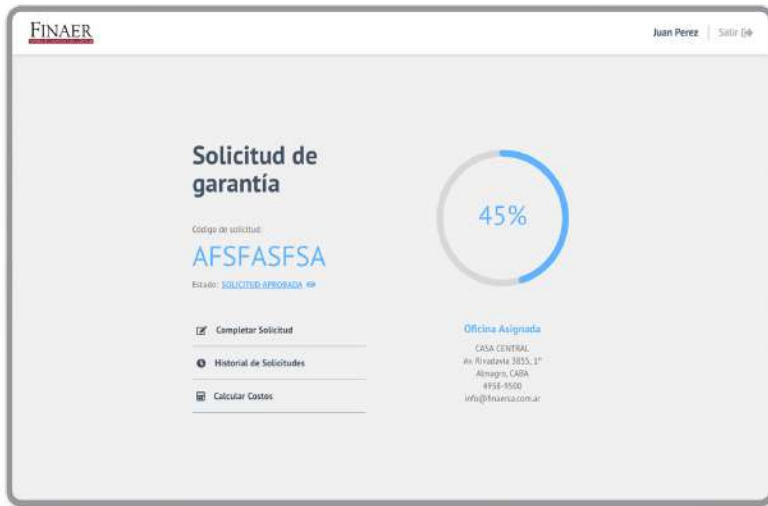 FINAER
Juan Perez
Salir
Solicitud de
garantía
Código de solicitud:
AFSFASFSA
Estado: SOLICITUD APROBADA
Completar Solicitud
Historial de Solicitudes
Calcular Costos
45%
Oficina Asignada
CASA CENTRAL
Av. Rivadavia 3855, 1º
Almagro, CABA
4958-9500
info@finaersa.com.ar